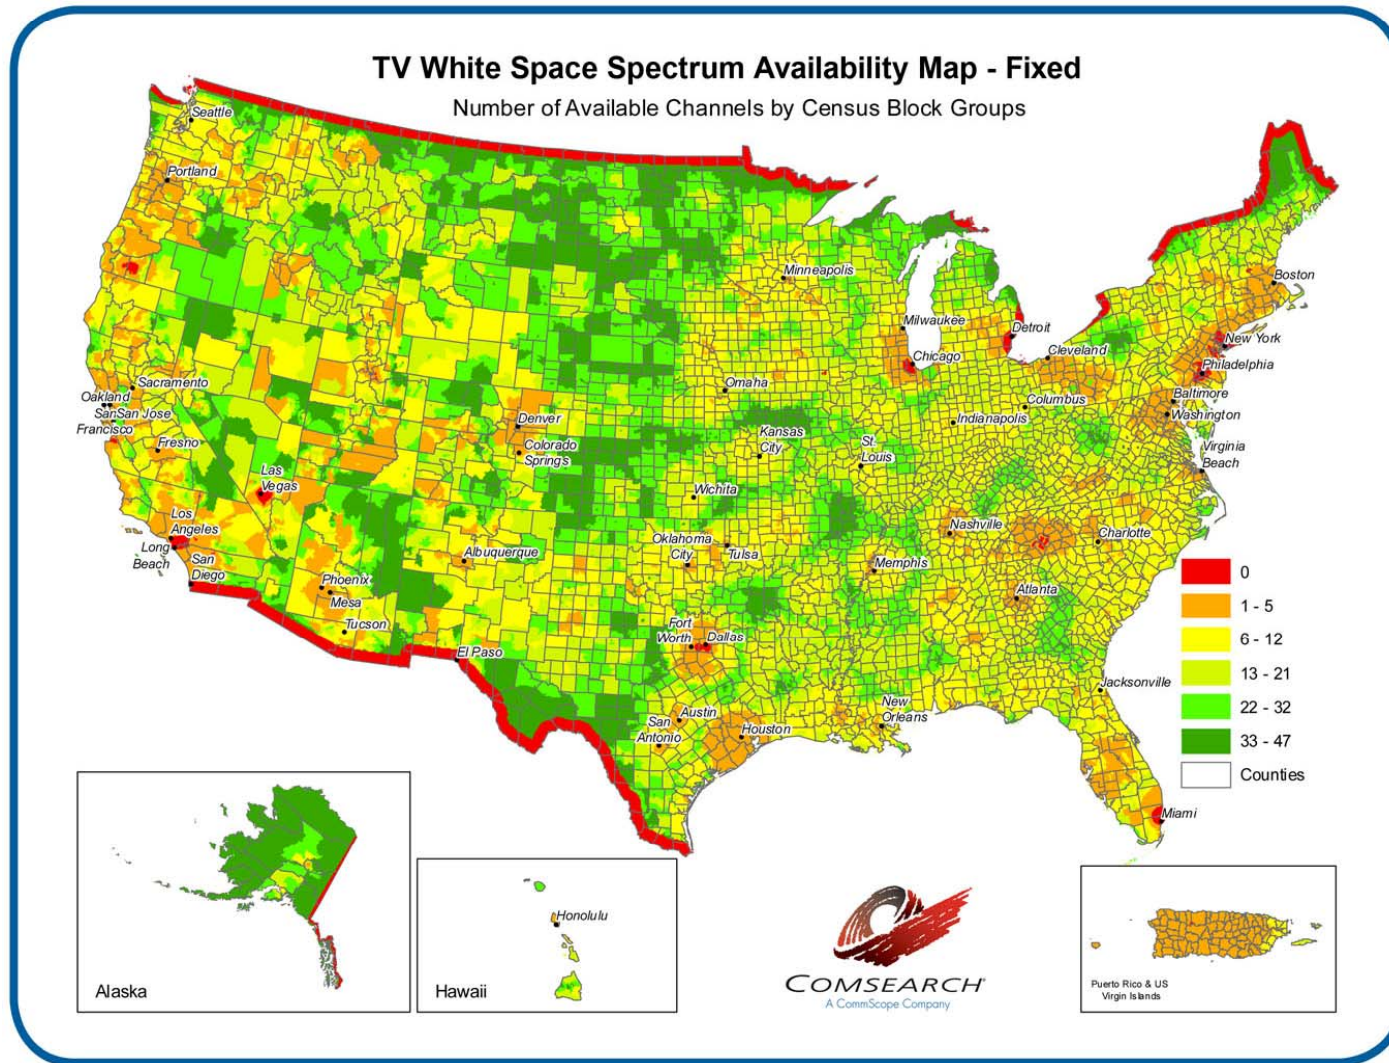 TV White Space Spectrum Availability Map - Fixed
Number of Available Channels by Census Block Groups
Seattle
Portland
Minneapolis
Boston
Milwaukee
Detroit
New York
Chicago
Cleveland
Philadelphia
Sacramento
Omaha
Oakland
Columbus
Baltimore
San
San Jose
Francisco
Denver
Indianapolis
Washington
Fresno
Colorado
Springs
Kansas
City
St.
Louis
Virginia
Beach
Las
Vegas
Wichita
Los
Angeles
Long
Beach
San
Diego
Oklahoma
City
Tulsa
Nashville
Charlotte
Albuquerque
Memphis
Phoenix
Mesa
Atlanta
Tucson
Fort
Worth
Dallas
El Paso
Jacksonville
Austin
San
Antonio
Houston
New
Orleans
Miami
0
1 - 5
6 - 12
13 - 21
22 - 32
33 - 47
Counties
Alaska
Honolulu
Hawaii
COMSEARCH
A CommScope Company
Puerto Rico & US
Virgin Islands